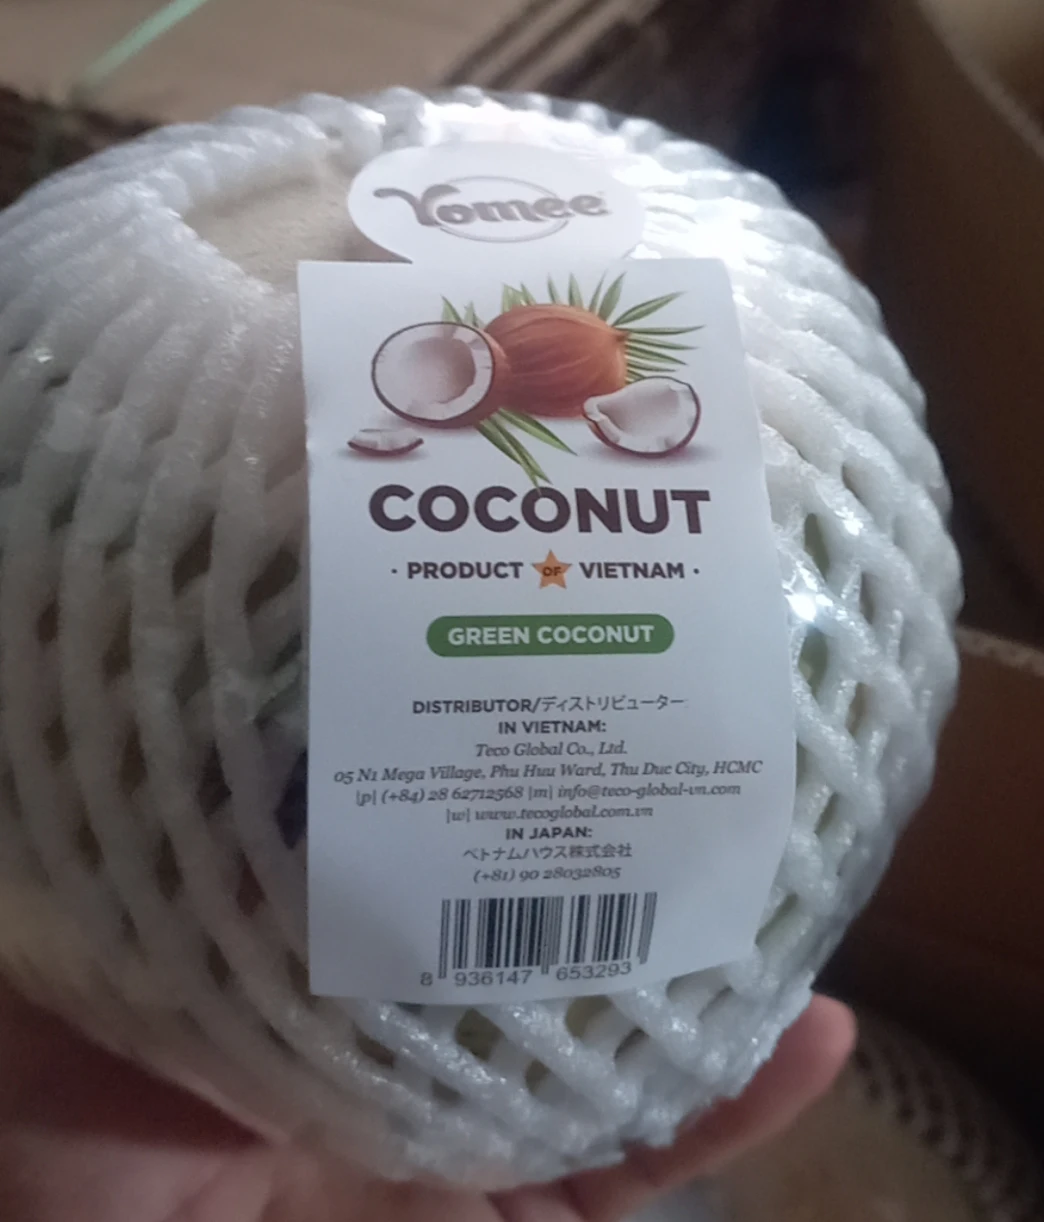 Yomee
COCONUT
· PRODUCT OF VIETNAM ·
GREEN COCONUT
DISTRIBUTOR/ディストリビューター
IN VIETNAM:
Teco Global Co., Ltd.
05 N1 Mega Village, Phu Huu Ward, Thu Duc City, HCMC
|p| (+84) 28 62712568 |m| info@teco-global-vn.com
|w| www.tecoglobal.com.vn
IN JAPAN:
ベトナムハウス株式会社
(+81) 90 28032805
8 936147 653293